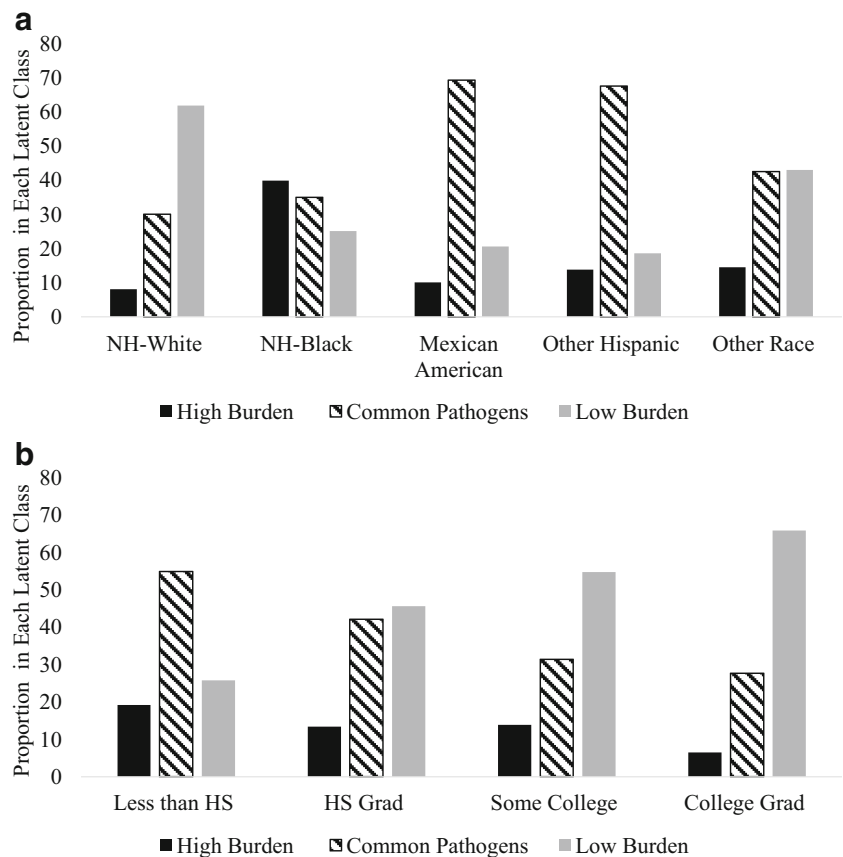 a
Proportion in Each Latent Class
80
70
60
50
40
30
20
10
0
NH-White NH-Black Mexican American Other Hispanic Other Race
High Burden Common Pathogens Low Burden
b
Proportion in Each Latent Class
80
70
60
50
40
30
20
10
0
Less than HS HS Grad Some College College Grad
High Burden Common Pathogens Low Burden